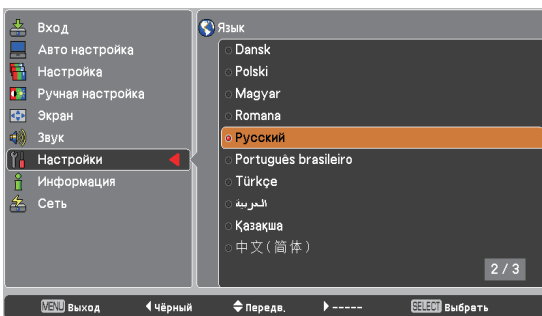 Вход
Авто настройка
Настройка
Ручная настройка
Экран
Звук
Настройки
Информация
Сеть
Язык
Dansk
Polski
Magyar
Romana
Русский
Português brasileiro
Türkçe
العربية
Қазақша
中文(简体)
2 / 3
MENU Выход чёрный Передв. ----- SELECT Выбрать